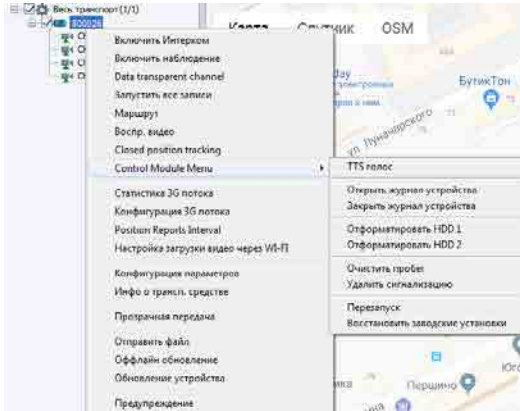 Весь транспорт(1/1)
Карта Спутник OSM
Включить Интерком
Включить наблюдение
Data transparent channel
Запустить все записи
Маршрут
Воспр. видео
Closed position tracking
Control Module Menu
Статистика 3G потока
Конфигурация 3G потока
Position Reports Interval
Настройка загрузки видео через WI-FI
Конфигурация параметров
Инфо о трансп. средстве
Прозрачная передача
Отправить файл
Оффлайн обновление
Обновление устройства
Предупреждение
TTS голос
Открыть журнал устройства
Закрыть журнал устройства
Отформатировать HDD 1
Отформатировать HDD 2
Очистить пробег
Удалить сигнализацию
Перезапуск
Восстановить заводские установки
БутикТон
ул. Луначарского
Першино